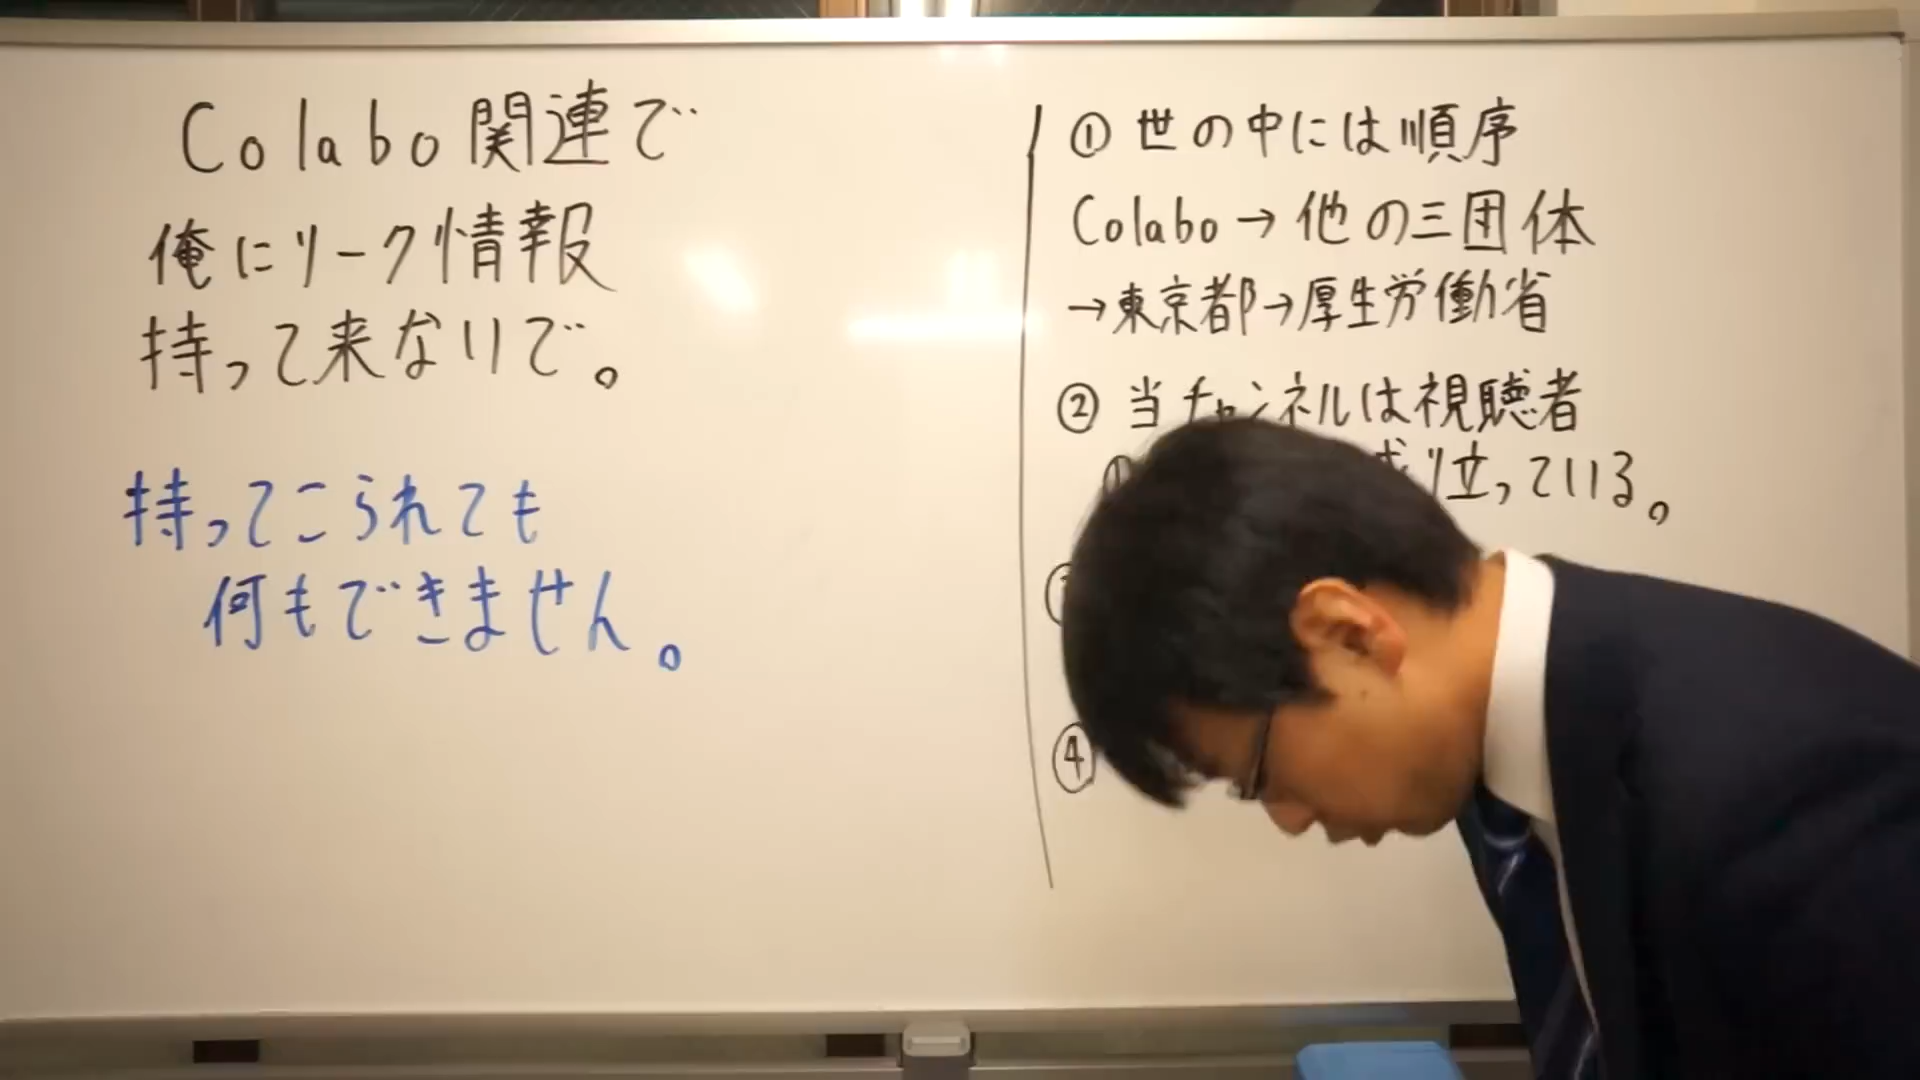 Colabo関連で
俺にリーク情報
持って来ないで。
持ってこられても
何もできません。
① 世の中には順序
Colabo→他の三団体
→東京都→厚生労働省
② 当チャンネルは視聴者
り立っている。
④